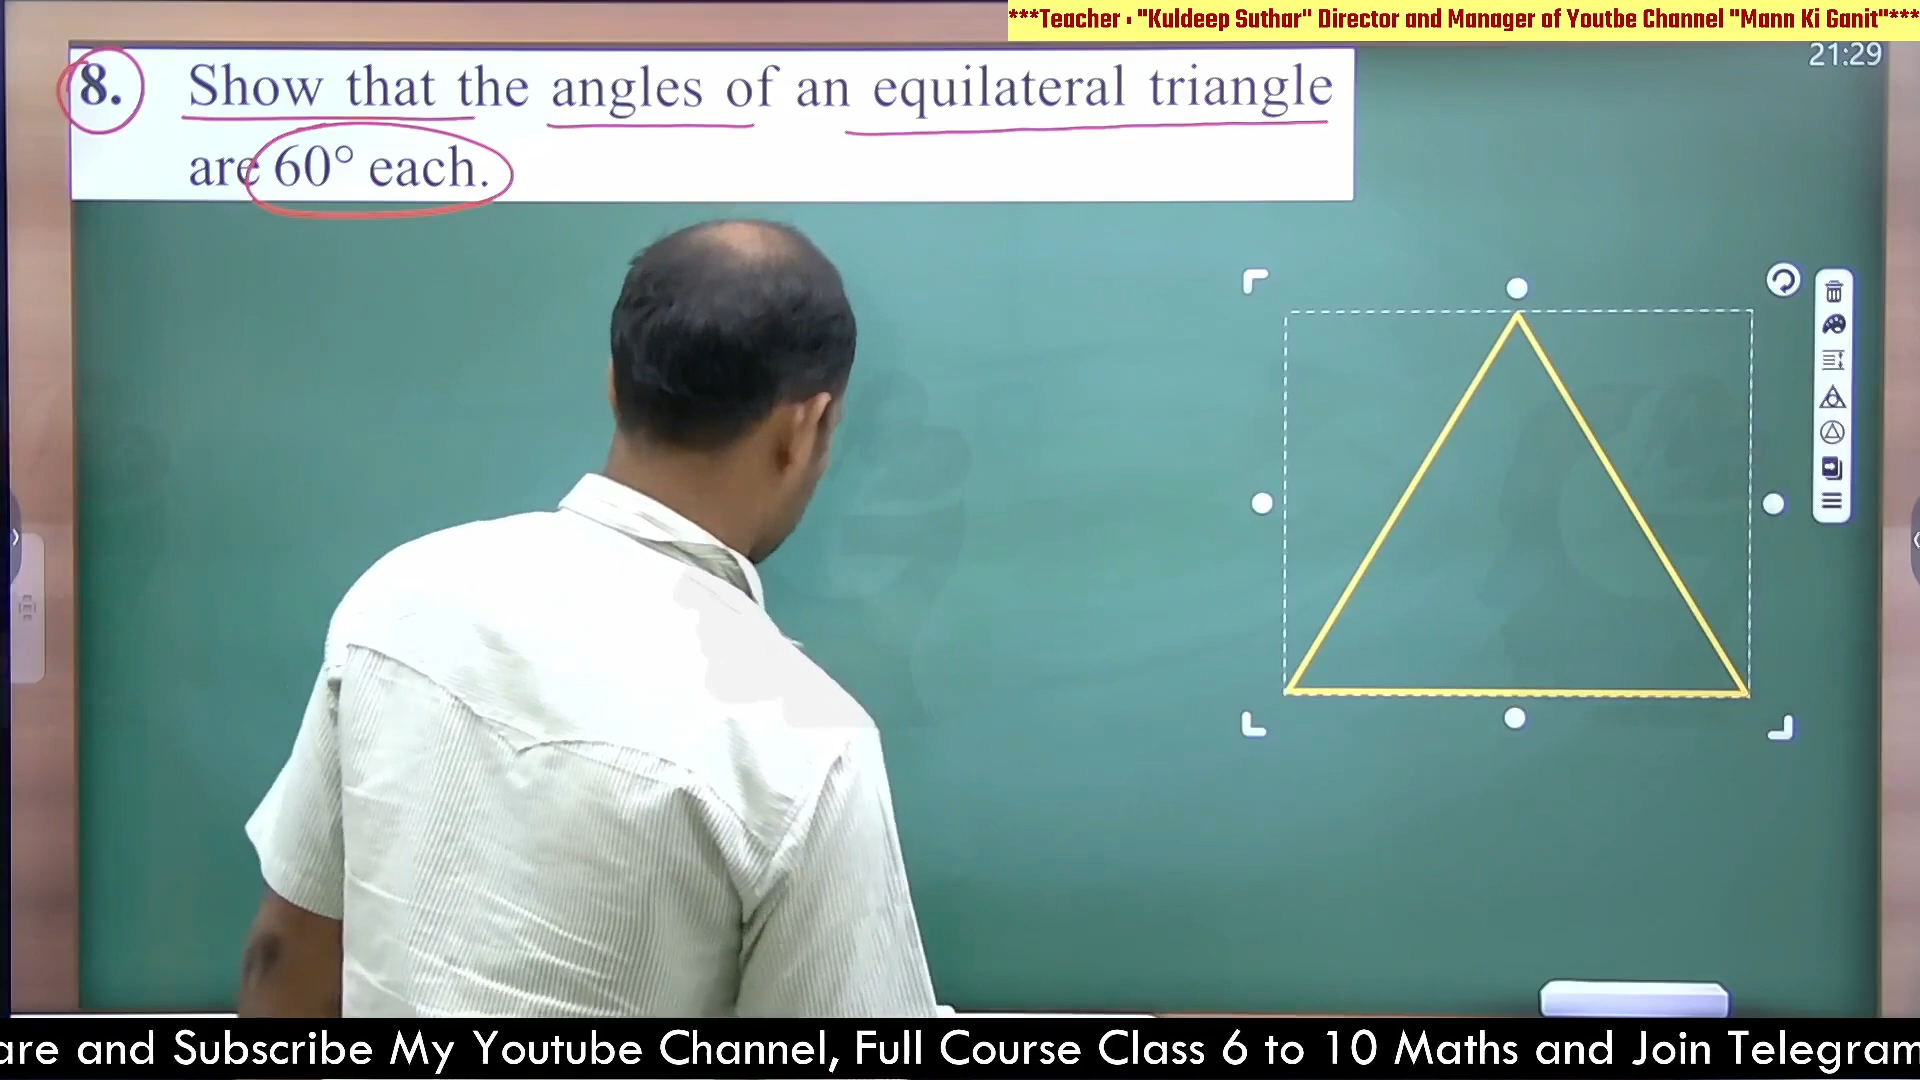 ***Teacher : "Kuldeep Suthar" Director and Manager of Youtbe Channel "Mann Ki Ganit"***
21:29
8. Show that the angles of an equilateral triangle
are 60° each.
are and Subscribe My Youtube Channel, Full Course Class 6 to 10 Maths and Join Telegram